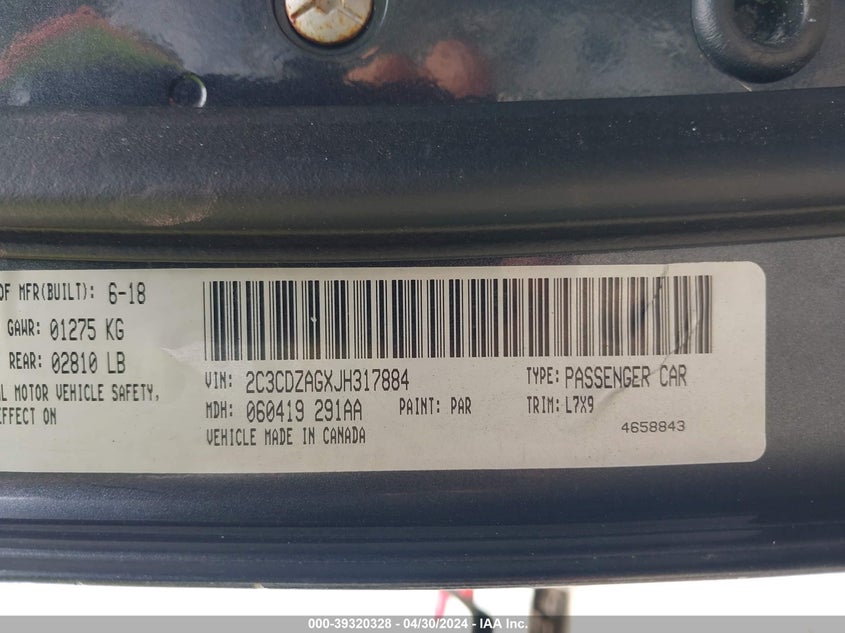 OF MFR(BUILT): 6-18
GAWR: 01275 KG
REAR: 02810 LB
MOTOR VEHICLE SAFETY,
EFFECT ON
VIN: 2C3CDZAGXJH317884
TYPE: PASSENGER CAR
MDH: 060419 291AA
PAINT: PAR
TRIM: L7X9
VEHICLE MADE IN CANADA
4658843
000-39320328 - 04/30/2024 - IAA Inc.